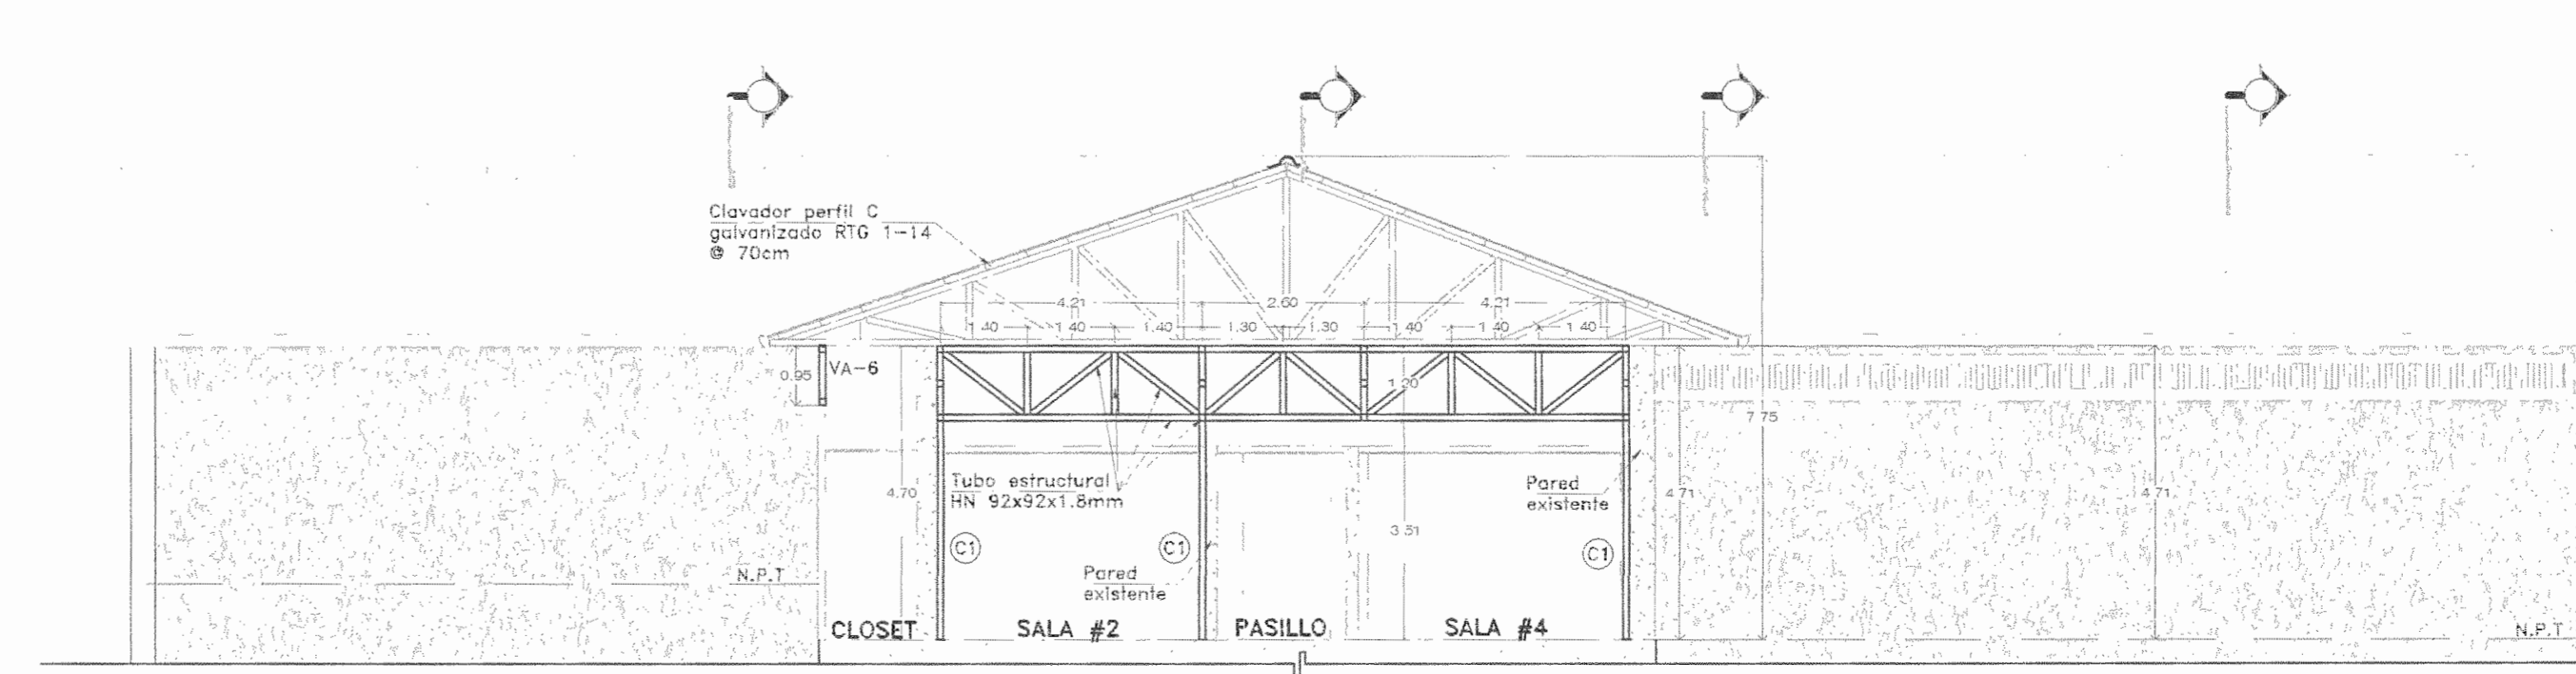 Clavador perfil C
galvanizado RTG 1-14
@ 70cm
4.21
2.60
4.21
1.40
1.40
1.40
1.30
1.30
1.40
1.40
1.40
0.95
VA-6
1.20
7.75
4.70
Tubo estructural
HN 92x92x1.8mm
Pared
existente
4.71
4.71
3.51
C1
C1
C1
Pared
existente
N.P.T
CLOSET
SALA #2
PASILLO
SALA #4
N.P.T